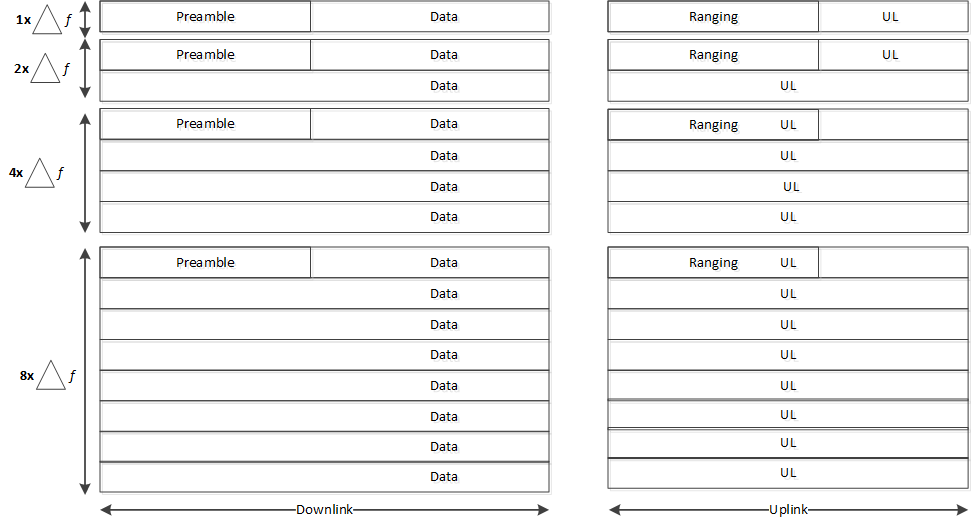 1x f Preamble Data Ranging UL
2x f Preamble Data Ranging UL
Data UL
Preamble Data Ranging UL
4x f Data UL
Data UL
Data UL
Preamble Data Ranging UL
Data UL
Data UL
Data UL
8x f Data UL
Data UL
Data UL
Data UL
Downlink Uplink